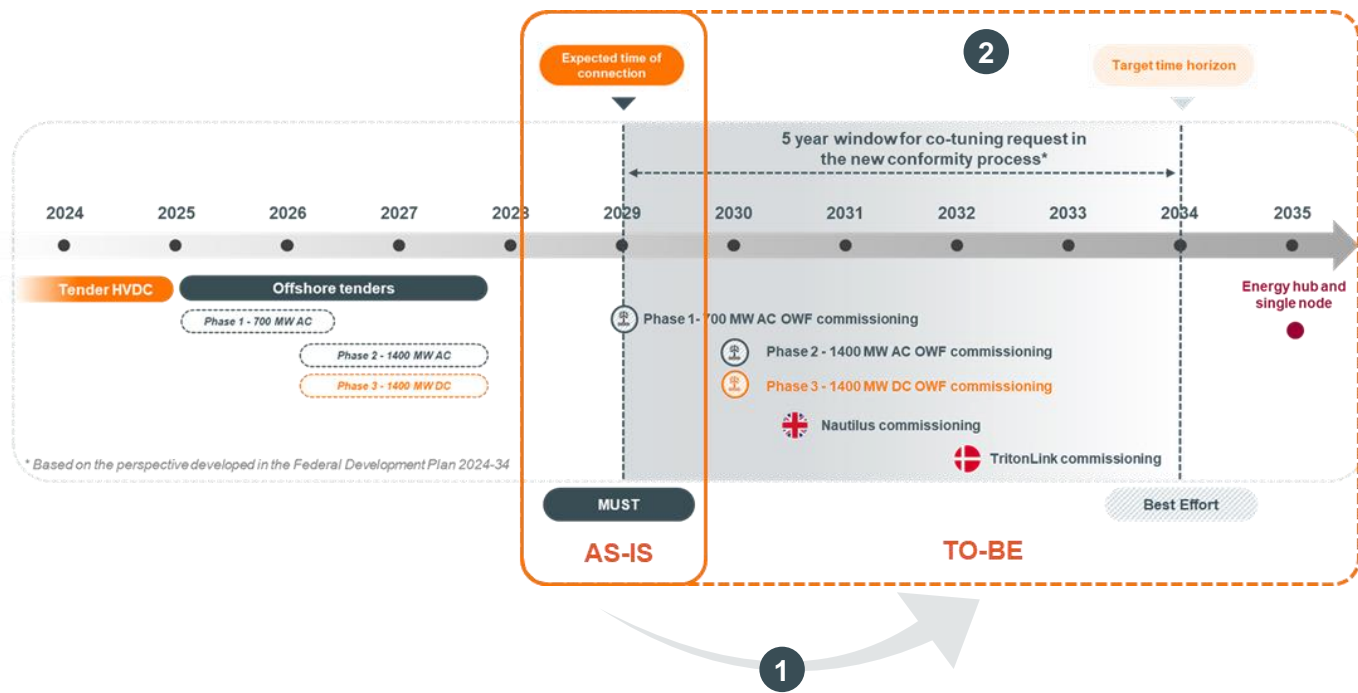 Expected time of
connection
2
Target time horizon
5 year window for co-tuning request in
the new conformity process*
2024 2025 2026 2027 2028 2029 2030 2031 2032 2033 2034 2035
Tender HVDC
Offshore tenders
Energy hub and
single node
Phase 1 - 700 MW AC
Phase 1- 700 MW AC OWF commissioning
Phase 2 - 1400 MW AC
Phase 2 - 1400 MW AC OWF commissioning
Phase 3 - 1400 MW DC
Phase 3 - 1400 MW DC OWF commissioning
Nautilus commissioning
TritonLink commissioning
* Based on the perspective developed in the Federal Development Plan 2024-34
MUST
Best Effort
AS-IS
TO-BE
1